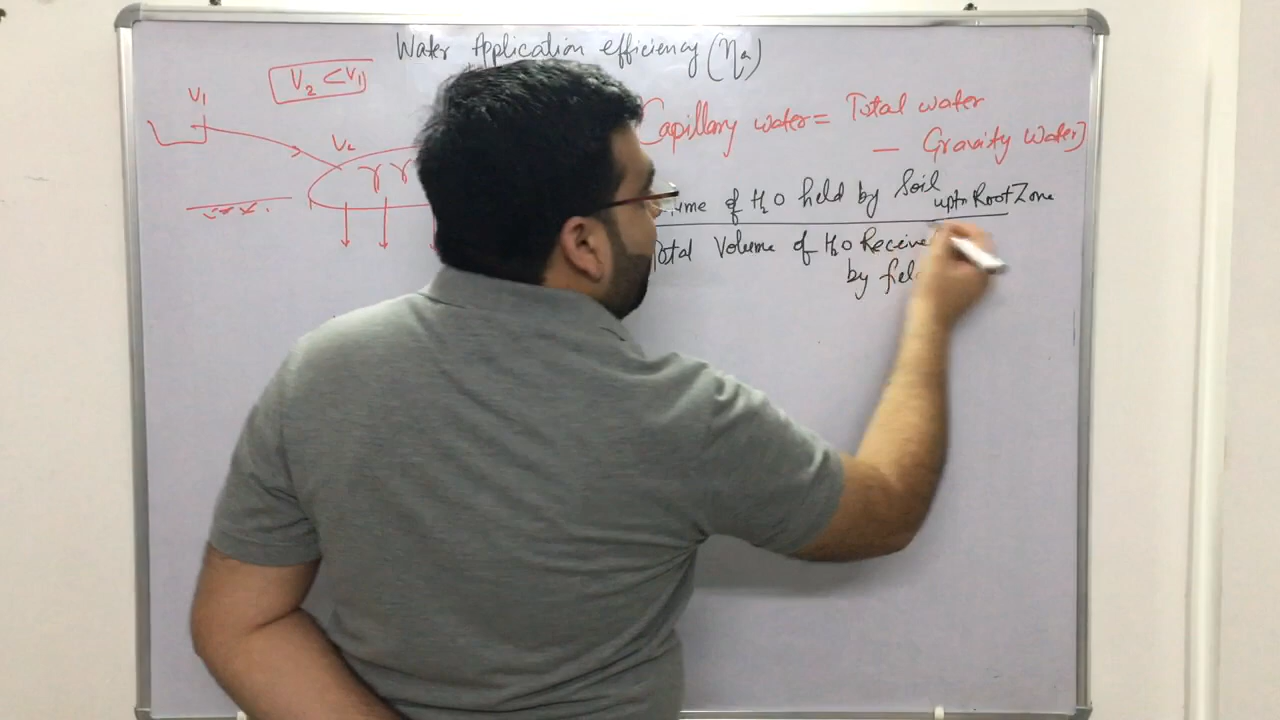 Water Application efficiency (ηa)
V₂ < V₁
V₁
V₂
Capillary water = Total water
– Gravity Water]
of H₂O held by Soil
upto Root Zone
Total Volume of H₂O Receive
by fiel